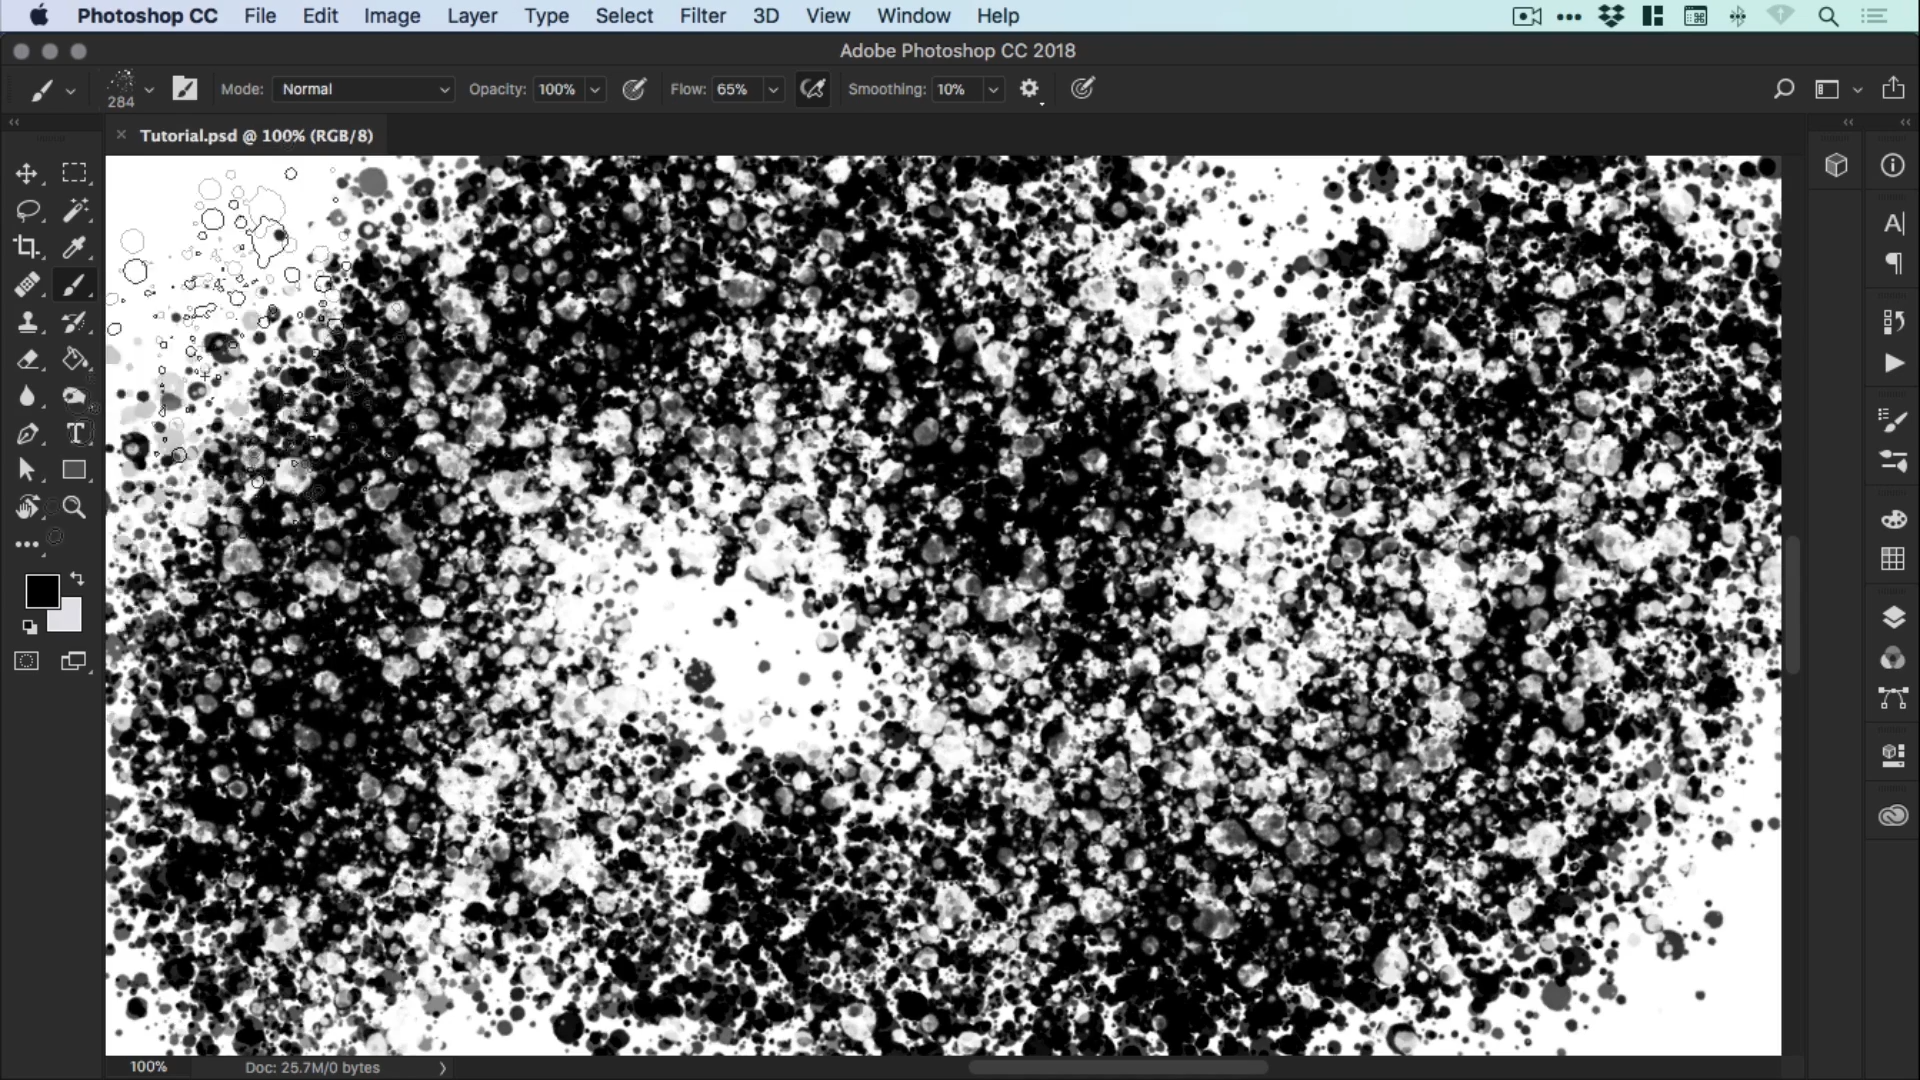 Photoshop CC File Edit Image Layer Type Select Filter 3D View Window Help
Adobe Photoshop CC 2018
284 Mode: Normal Opacity: 100% Flow: 65% Smoothing: 10%
Tutorial.psd @ 100% (RGB/8)
100% Doc: 25.7M/0 bytes